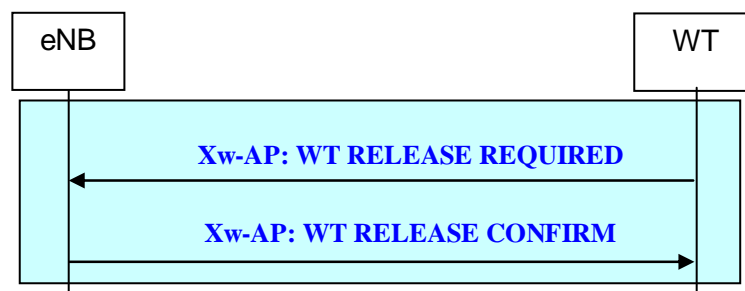 eNB
WT
Xw-AP: WT RELEASE REQUIRED
Xw-AP: WT RELEASE CONFIRM